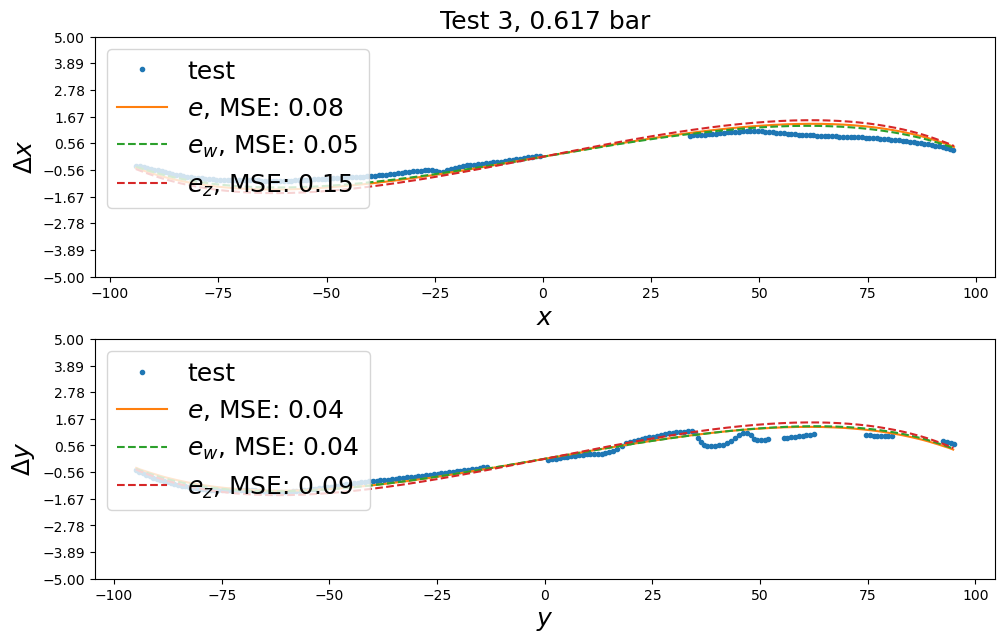 Test 3, 0.617 bar
5.00
3.89
2.78
1.67
0.56
−0.56
−1.67
−2.78
−3.89
−5.00
Δx
test
e, MSE: 0.08
e_w, MSE: 0.05
e_z, MSE: 0.15
−100 −75 −50 −25 0 25 50 75 100
x
5.00
3.89
2.78
1.67
0.56
−0.56
−1.67
−2.78
−3.89
−5.00
Δy
test
e, MSE: 0.04
e_w, MSE: 0.04
e_z, MSE: 0.09
−100 −75 −50 −25 0 25 50 75 100
y